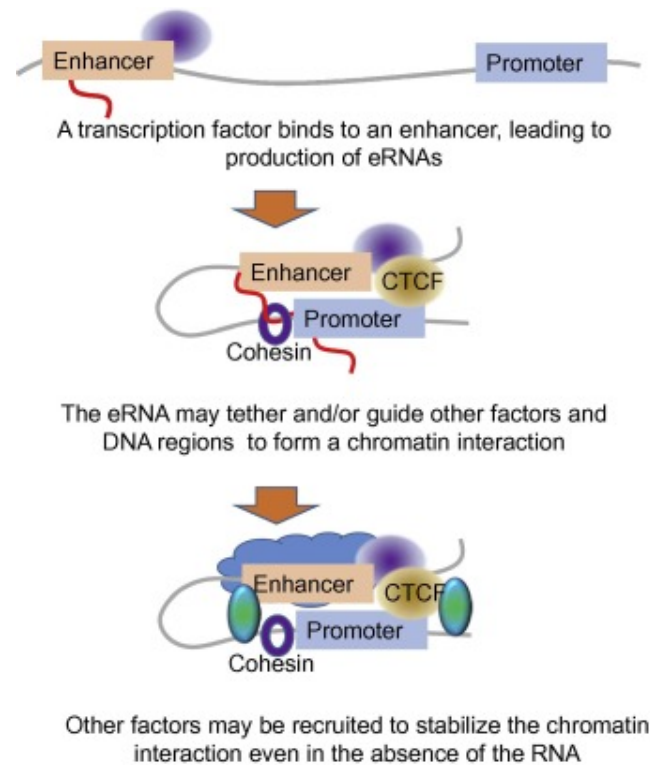 Enhancer
Promoter
A transcription factor binds to an enhancer, leading to
production of eRNAs
Enhancer
CTCF
Promoter
Cohesin
The eRNA may tether and/or guide other factors and
DNA regions to form a chromatin interaction
Enhancer
CTCF
Promoter
Cohesin
Other factors may be recruited to stabilize the chromatin
interaction even in the absence of the RNA